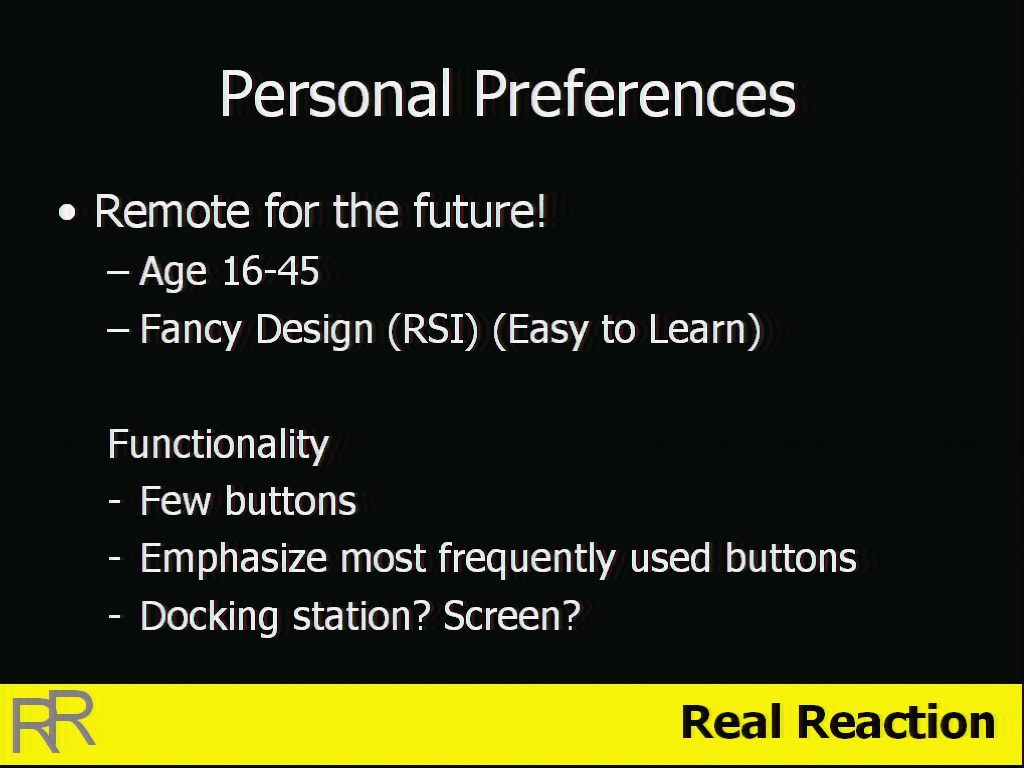 Personal Preferences
• Remote for the future!
– Age 16-45
– Fancy Design (RSI) (Easy to Learn)
Functionality
- Few buttons
- Emphasize most frequently used buttons
- Docking station? Screen?
RR
Real Reaction